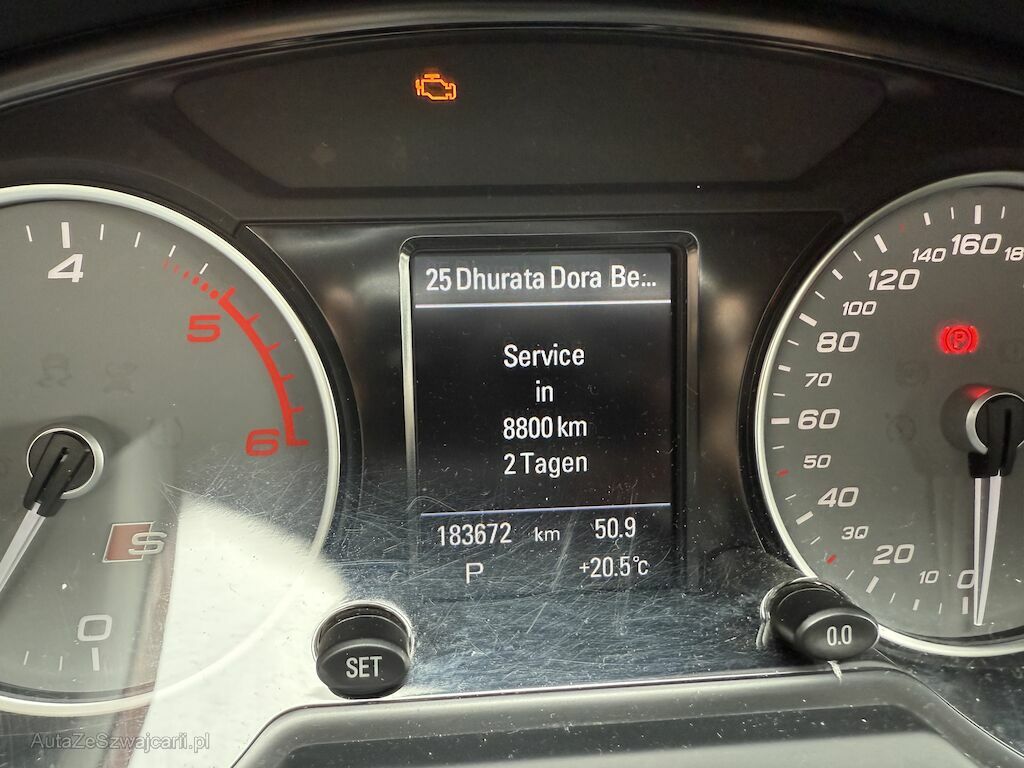 25 Dhurata Dora Be...
Service
in
8800 km
2 Tagen
183672 km 50.9
P +20.5°C
4
5
6
S
0
0
10
20
30
40
50
60
70
80
100
120
140
160
18
P
SET
0.0
AutaZeSzwajcarii.pl